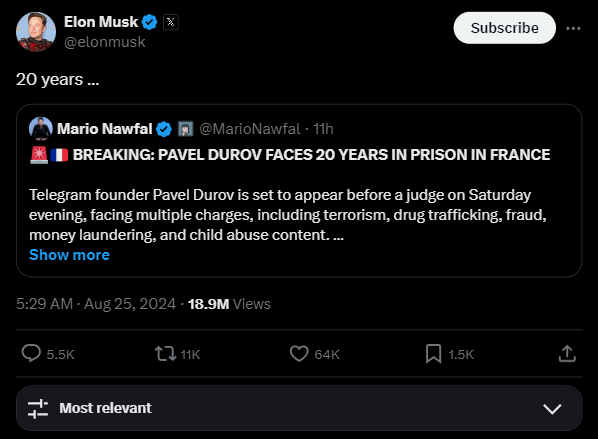 Elon Musk
@elonmusk
Subscribe
20 years ...
Mario Nawfal @MarioNawfal · 11h
🚨🇫🇷 BREAKING: PAVEL DUROV FACES 20 YEARS IN PRISON IN FRANCE
Telegram founder Pavel Durov is set to appear before a judge on Saturday
evening, facing multiple charges, including terrorism, drug trafficking, fraud,
money laundering, and child abuse content. ...
Show more
5:29 AM · Aug 25, 2024 · 18.9M Views
5.5K 11K 64K 1.5K
Most relevant